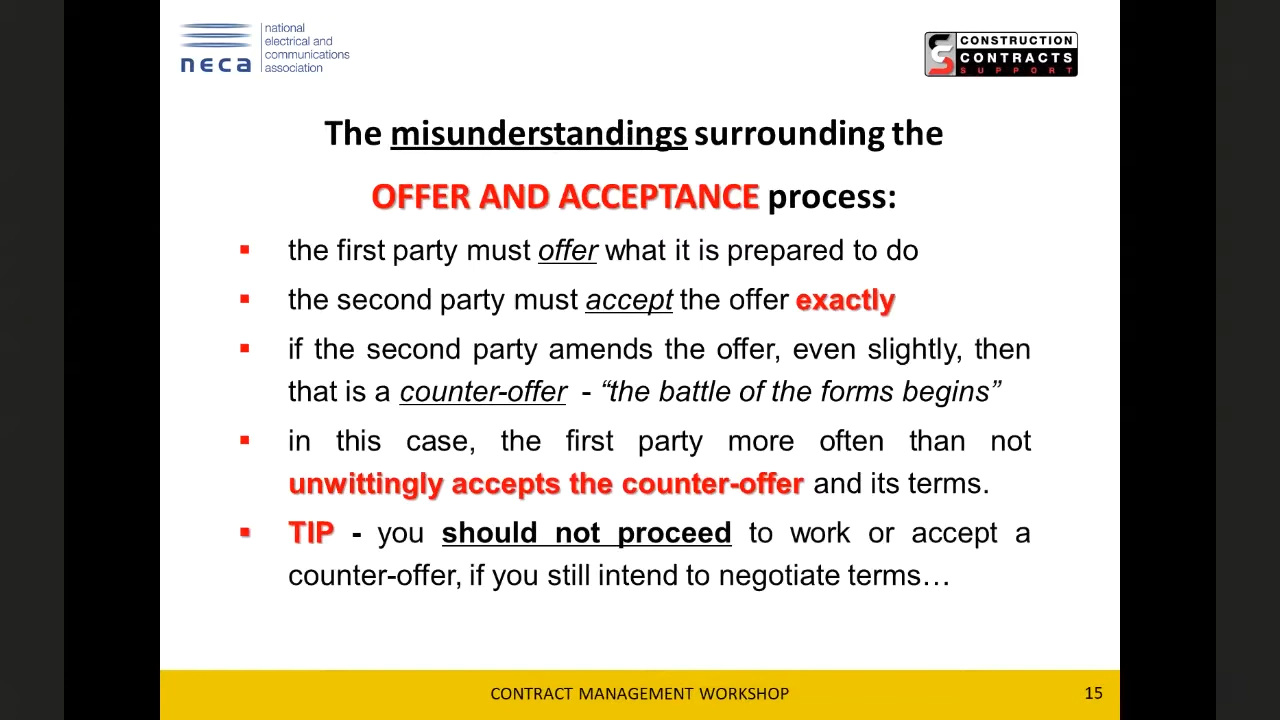 neca
national
electrical and
communications
association
CONSTRUCTION
CONTRACTS
SUPPORT
The misunderstandings surrounding the
OFFER AND ACCEPTANCE process:
▪ the first party must offer what it is prepared to do
▪ the second party must accept the offer exactly
▪ if the second party amends the offer, even slightly, then
that is a counter-offer - “the battle of the forms begins”
▪ in this case, the first party more often than not
unwittingly accepts the counter-offer and its terms.
▪ TIP - you should not proceed to work or accept a
counter-offer, if you still intend to negotiate terms…
CONTRACT MANAGEMENT WORKSHOP
15